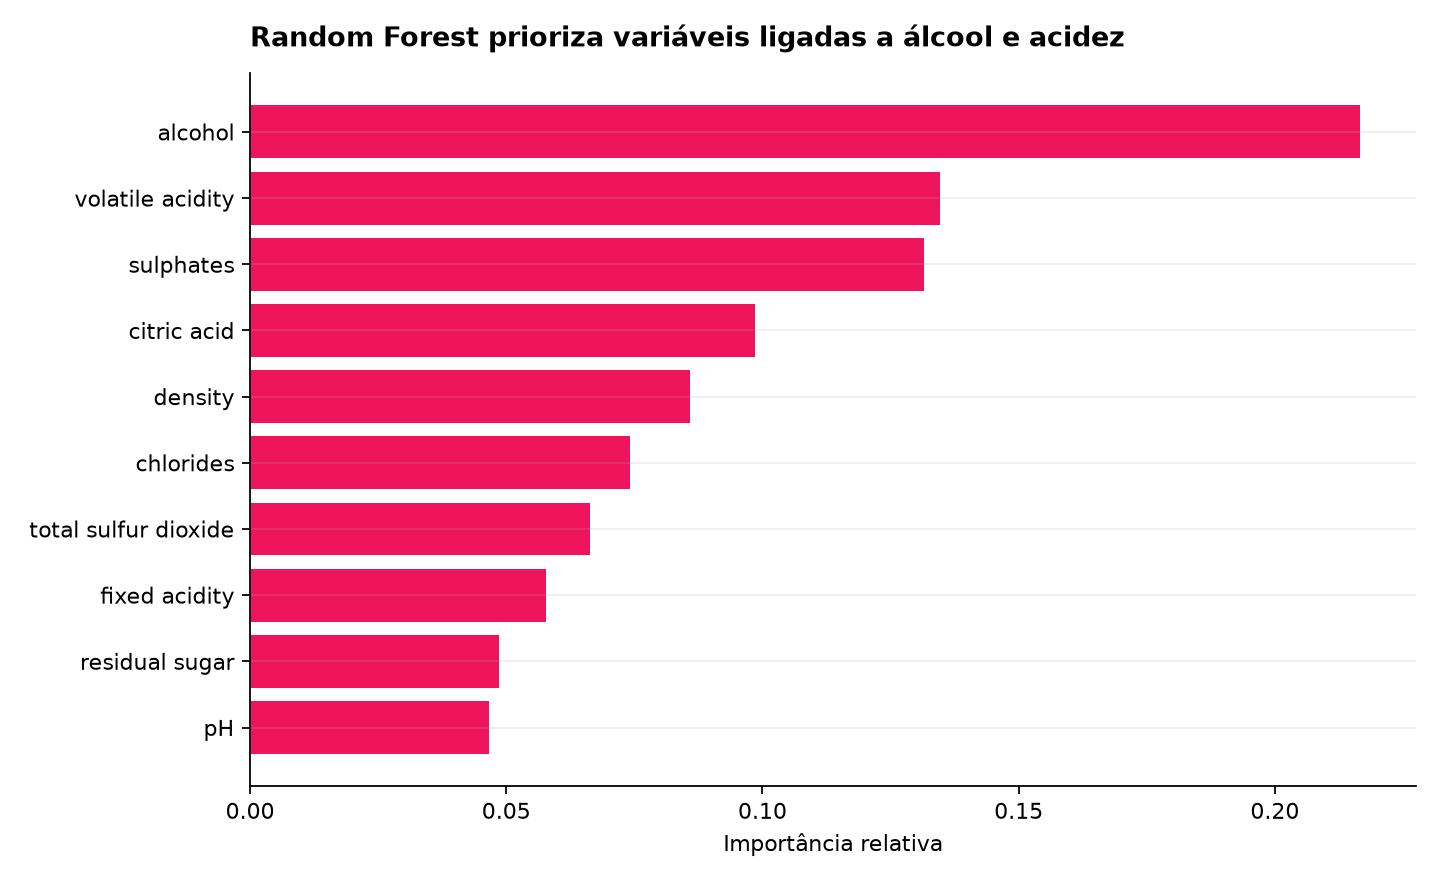 Random Forest prioriza variáveis ligadas a álcool e acidez
alcohol
volatile acidity
sulphates
citric acid
density
chlorides
total sulfur dioxide
fixed acidity
residual sugar
pH
0.00 0.05 0.10 0.15 0.20
Importância relativa